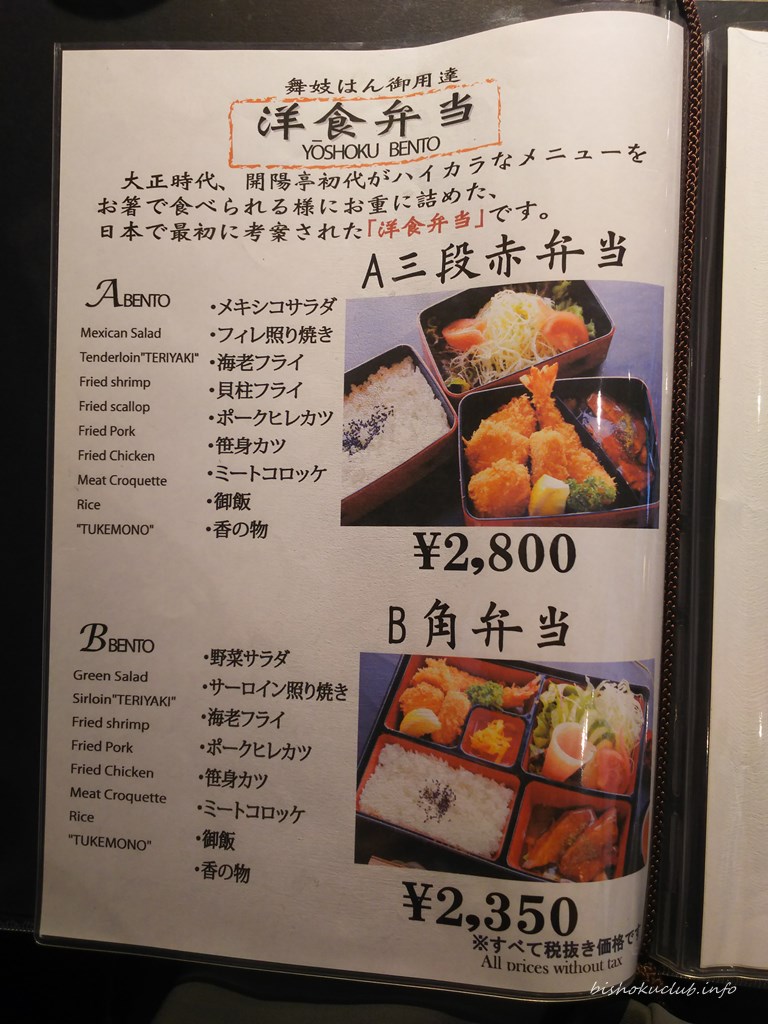 舞妓はん御用達
洋食弁当
YŌSHOKU BENTO
大正時代、開陽亭初代がハイカラなメニューを
お箸で食べられる様にお重に詰めた、
日本で最初に考案された「洋食弁当」です。
A三段赤弁当
A BENTO
Mexican Salad
Tenderloin"TERIYAKI"
Fried shrimp
Fried scallop
Fried Pork
Fried Chicken
Meat Croquette
Rice
"TUKEMONO"
・メキシコサラダ
・フィレ照り焼き
・海老フライ
・貝柱フライ
・ポークヒレカツ
・笹身カツ
・ミートコロッケ
・御飯
・香の物
¥2,800
B角弁当
B BENTO
Green Salad
Sirloin"TERIYAKI"
Fried shrimp
Fried Pork
Fried Chicken
Meat Croquette
Rice
"TUKEMONO"
・野菜サラダ
・サーロイン照り焼き
・海老フライ
・ポークヒレカツ
・笹身カツ
・ミートコロッケ
・御飯
・香の物
¥2,350
※すべて税抜き価格です
All prices without tax
bishokuclub.info